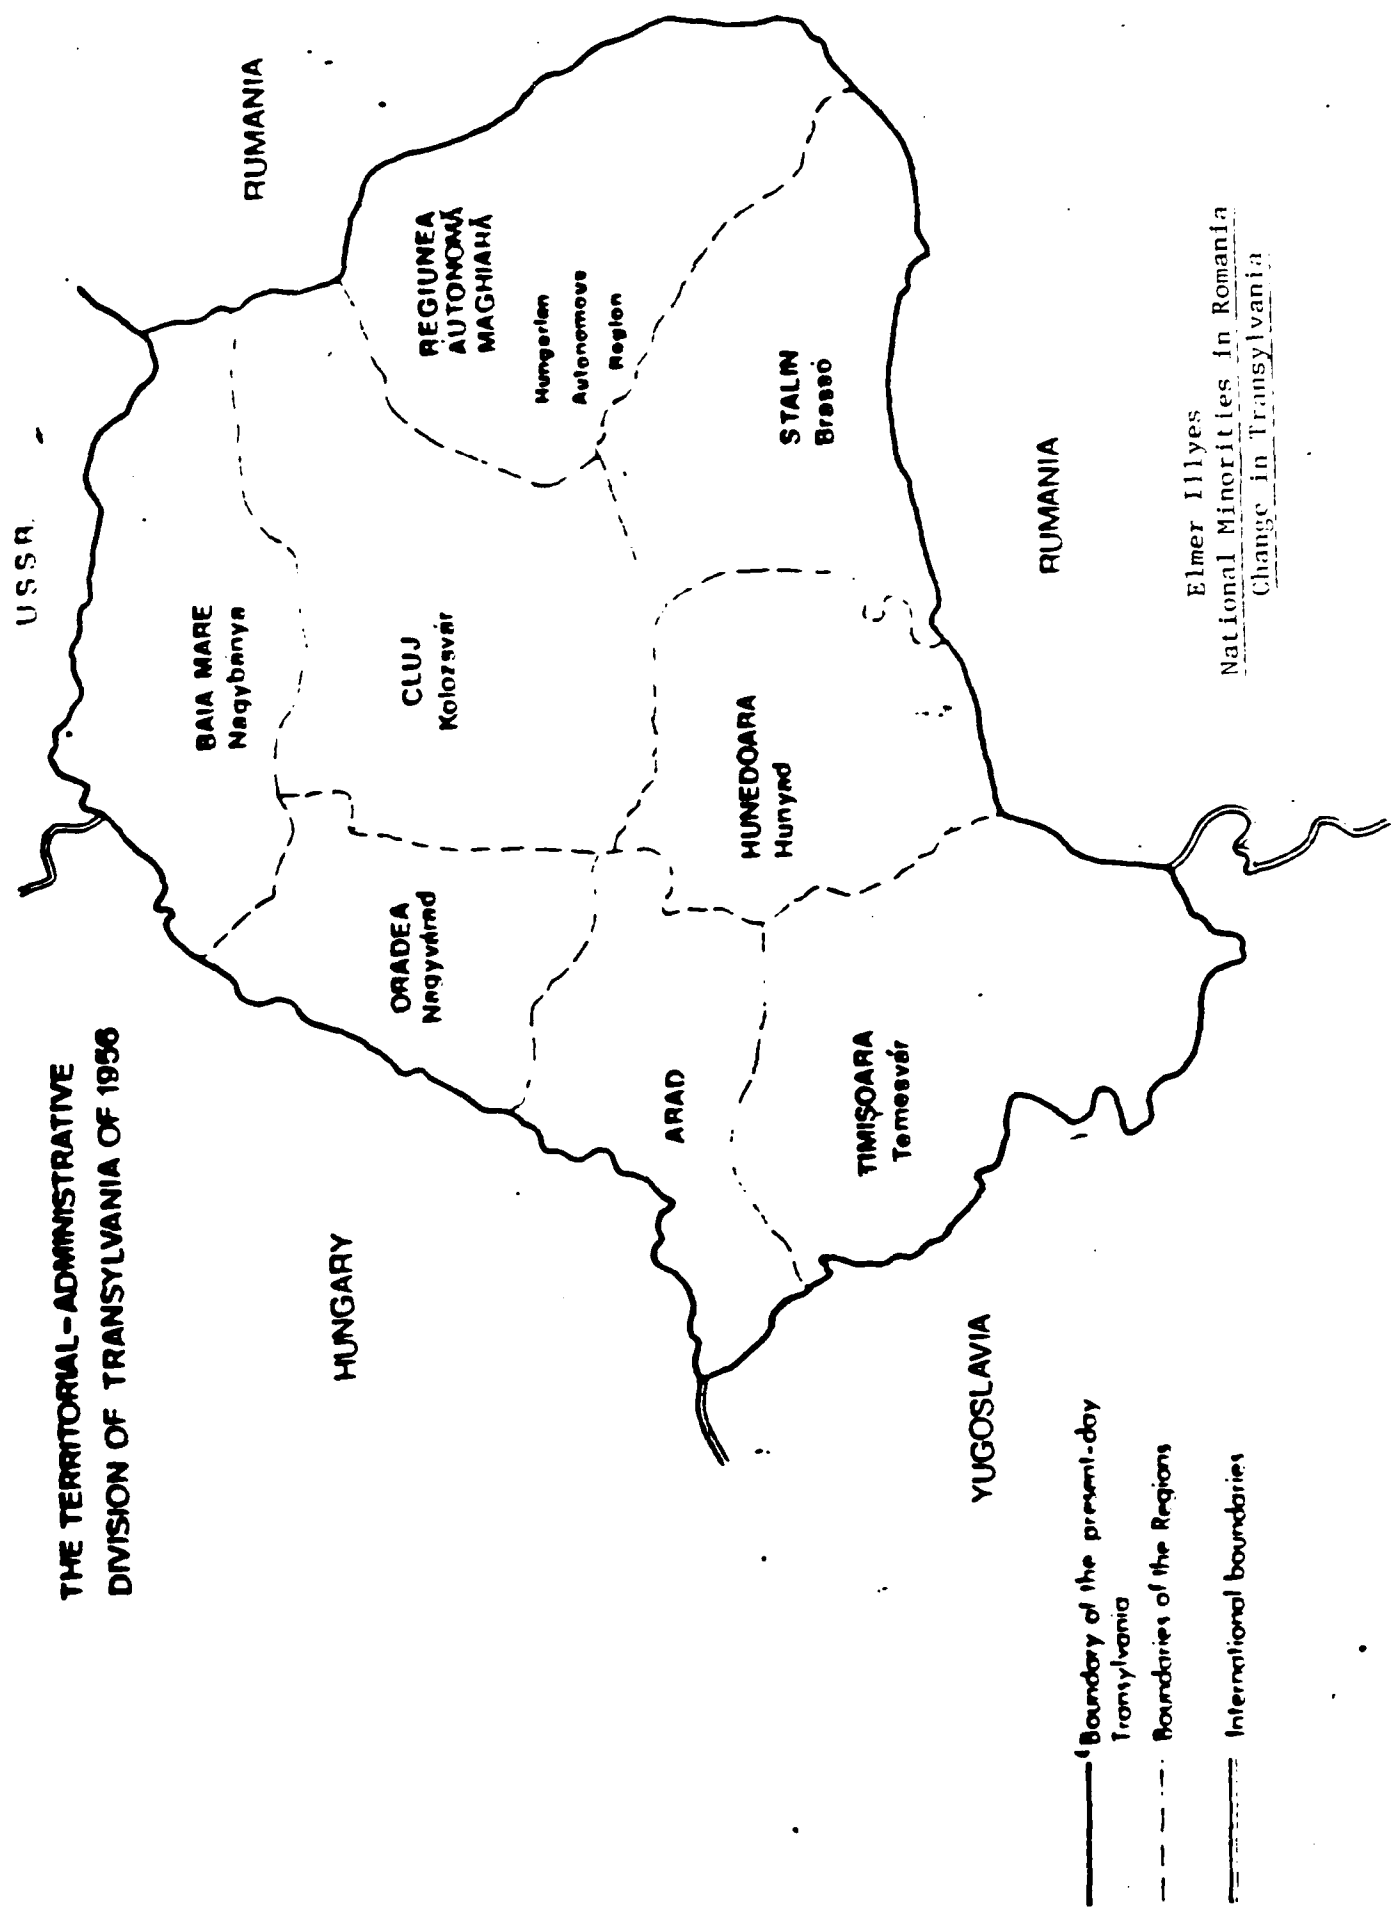 THE TERRITORIAL-ADMINISTRATIVE
DIVISION OF TRANSYLVANIA OF 1956
U S S R.
RUMANIA
HUNGARY
BAIA MARE
Nagybanya
REGIUNEA
AUTONOMĂ
MAGHIARĂ
Hungarian
Autonomous
Region
CLUJ
Kolozsvár
ORADEA
Nagyvárad
ARAD
HUNEDOARA
Hunyad
STALIN
Brassó
TIMIŞOARA
Temesvár
YUGOSLAVIA
RUMANIA
Boundary of the present-day
Transylvania
Boundaries of the Regions
International boundaries
Elmer Illyes
National Minorities in Romania
Change in Transylvania